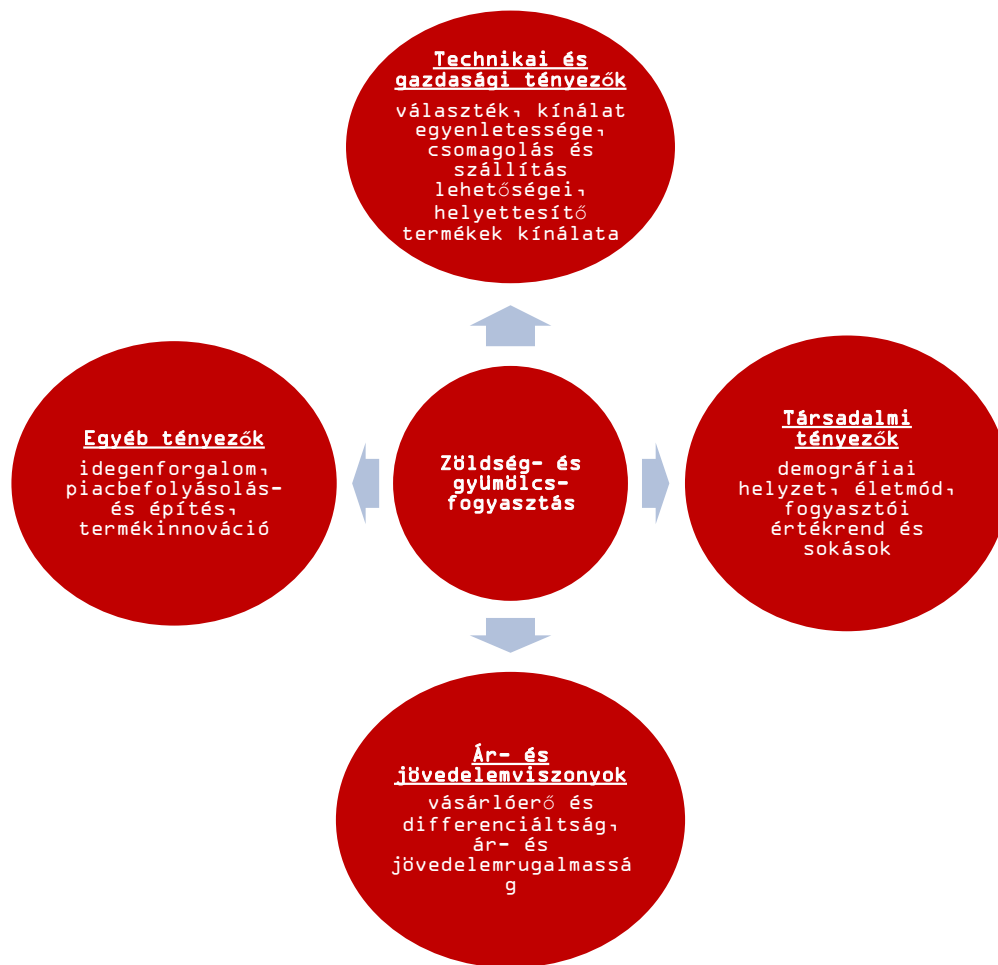 Technikai és
gazdasági tényezők
választék, kínálat
egyenletessége,
csomagolás és
szállítás
lehetőségei,
helyettesítő
termékek kínálata
Egyéb tényezők
idegenforgalom,
piacbefolyásolás-
és építés,
termékinnováció
Zöldség- és
gyümölcs-
fogyasztás
Társadalmi
tényezők
demográfiai
helyzet, életmód,
fogyasztói
értékrend és
sokások
Ár- és
jövedelemviszonyok
vásárlóerő és
differenciáltság,
ár- és
jövedelemrugalmassá
g